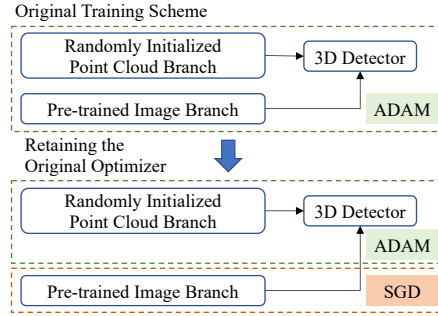 Original Training Scheme
Randomly Initialized
Point Cloud Branch
3D Detector
Pre-trained Image Branch
ADAM
Retaining the
Original Optimizer
Randomly Initialized
Point Cloud Branch
3D Detector
ADAM
Pre-trained Image Branch
SGD